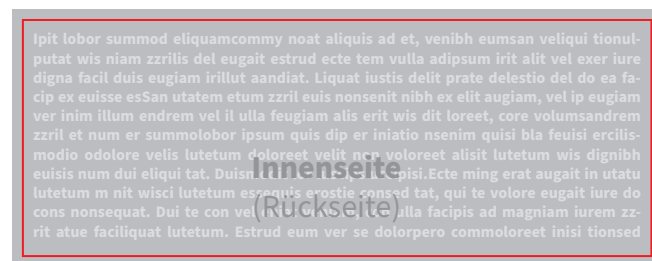 Ipit lobor summod eliquamcommy noat aliquis ad et, venibh eumsan veliqui tionul-
putat wis niam zzrilis del eugait estrud ecte tem vulla adipsum irit alit vel exer iure
digna facil duis eugiam irillut aandiat. Liquat iustis delit prate delestio del do ea fa-
cip ex euisse esSan utatem etum zzril euis nonsenit nibh ex elit augiam, vel ip eugiam
ver inim illum endrem vel il ulla feugiam alis erit wis dit loreet, core volumsandrem
zzril et num er summolobor ipsum quis dip er iniatio nsenim quisi bla feuisi ercilis-
modio odolore velis lutetum doloreet velit non voloreet alisit lutetum wis dignibh
euisis num dui eliqui tat. Duism ipisi.Ecte ming erat augait in utatu
Innenseite
lutetum m nit wisci lutetum essequis erostie consed tat, qui te volore eugait iure do
cons nonsequat. Dui te con vel ulla facipis ad magniam iurem zz-
(Rückseite)
rit atue faciliquat lutetum. Estrud eum ver se dolorpero commoloreet inisi tionsed